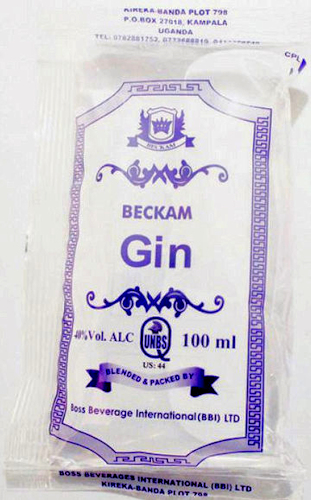 KIREKA-BANDA PLOT 798
P.O.BOX 27018, KAMPALA
UGANDA
CPL
BECKAM
BECKAM
Gin
40%Vol. ALC
UNBS
100 ml
US: 44
BLENDED & PACKED BY
Boss Beverage International(BBI) LTD
BOSS BEVERAGES INTERNATIONAL (BBI) LTD
KIREKA-BANDA PLOT 798